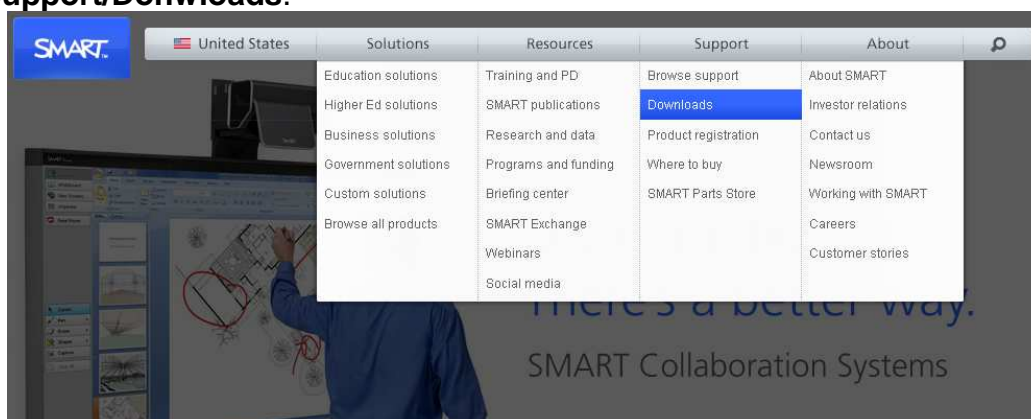 upport/Donwloads.
SMART
United States Solutions Resources Support About
Education solutions Training and PD Browse support About SMART
Higher Ed solutions SMART publications Downloads Investor relations
Business solutions Research and data Product registration Contact us
Government solutions Programs and funding Where to buy Newsroom
Custom solutions Briefing center SMART Parts Store Working with SMART
Browse all products SMART Exchange Careers
Webinars Customer stories
Social media
There's a better way.
SMART Collaboration Systems